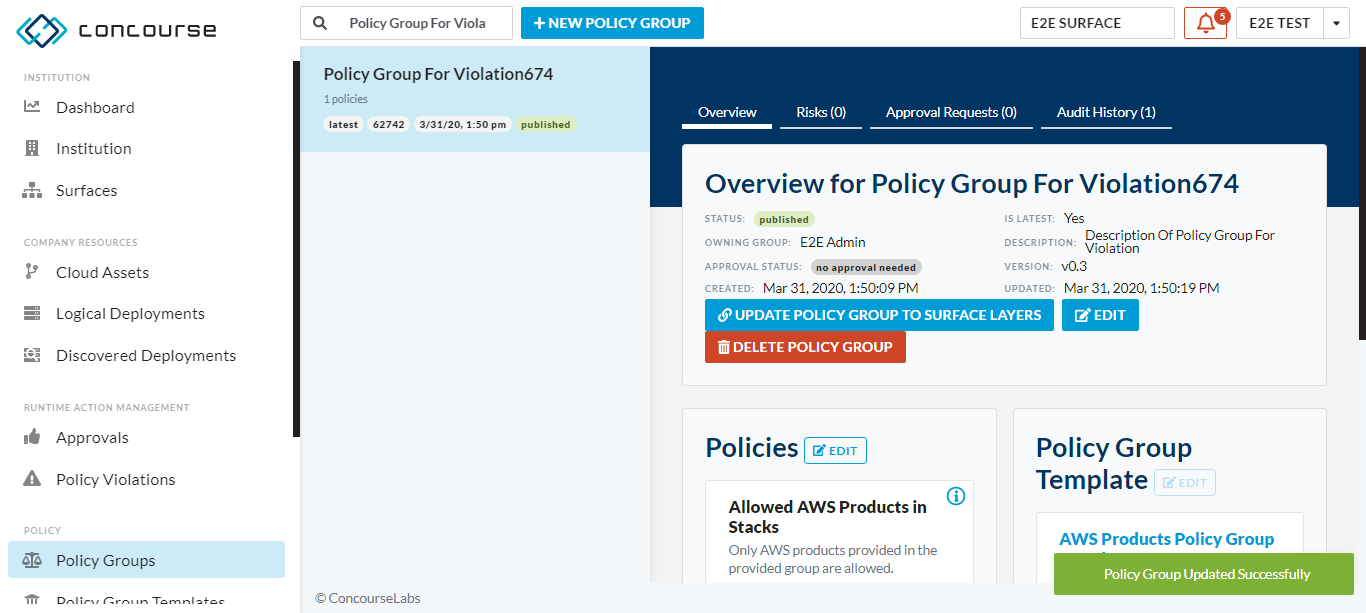 concourse
Policy Group For Viola
NEW POLICY GROUP
E2E SURFACE
5
E2E TEST
INSTITUTION
Dashboard
Institution
Surfaces
COMPANY RESOURCES
Cloud Assets
Logical Deployments
Discovered Deployments
RUNTIME ACTION MANAGEMENT
Approvals
Policy Violations
POLICY
Policy Groups
Policy Group Templates
Policy Group For Violation674
1 policies
latest 62742 3/31/20, 1:50 pm published
Overview Risks (0) Approval Requests (0) Audit History (1)
Overview for Policy Group For Violation674
STATUS: published
IS LATEST: Yes
OWNING GROUP: E2E Admin
DESCRIPTION: Description Of Policy Group For
Violation
APPROVAL STATUS: no approval needed
VERSION: v0.3
CREATED: Mar 31, 2020, 1:50:09 PM
UPDATED: Mar 31, 2020, 1:50:19 PM
UPDATE POLICY GROUP TO SURFACE LAYERS
EDIT
DELETE POLICY GROUP
Policies EDIT
Allowed AWS Products in
Stacks
Only AWS products provided in the
provided group are allowed.
Policy Group
Template EDIT
AWS Products Policy Group
Policy Group Updated Successfully
© ConcourseLabs